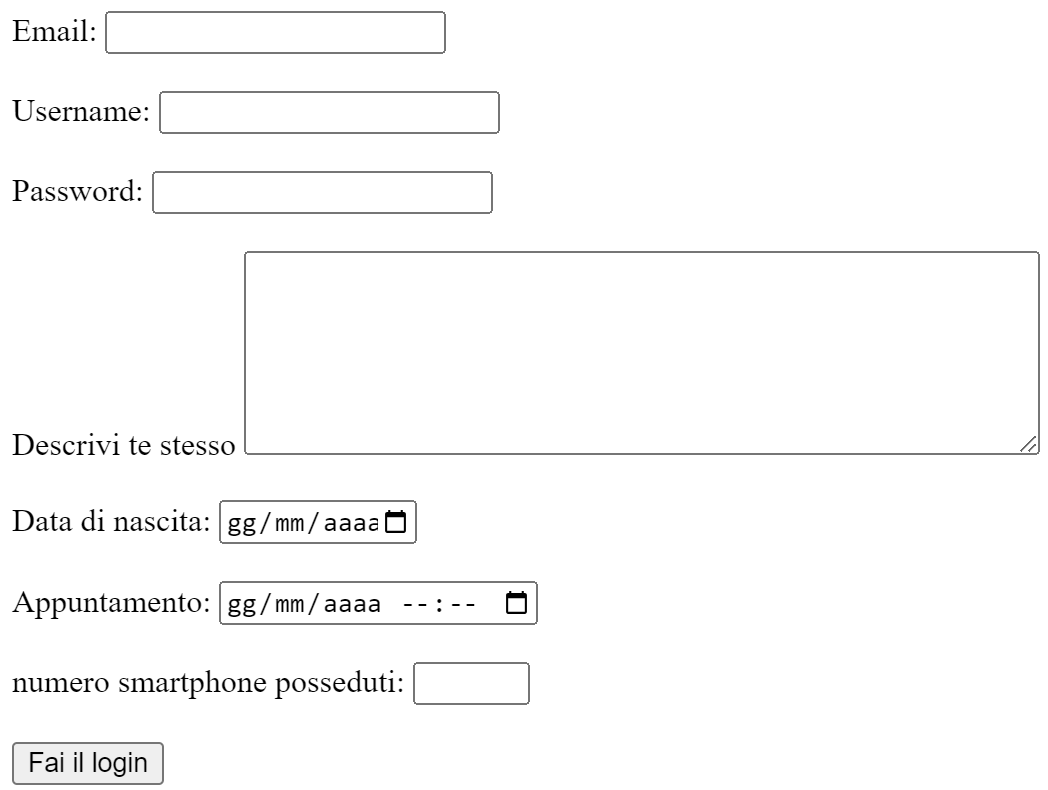 Email:
Username:
Password:
Descrivi te stesso
Data di nascita: gg/mm/aaaa
Appuntamento: gg/mm/aaaa --:--
numero smartphone posseduti:
Fai il login